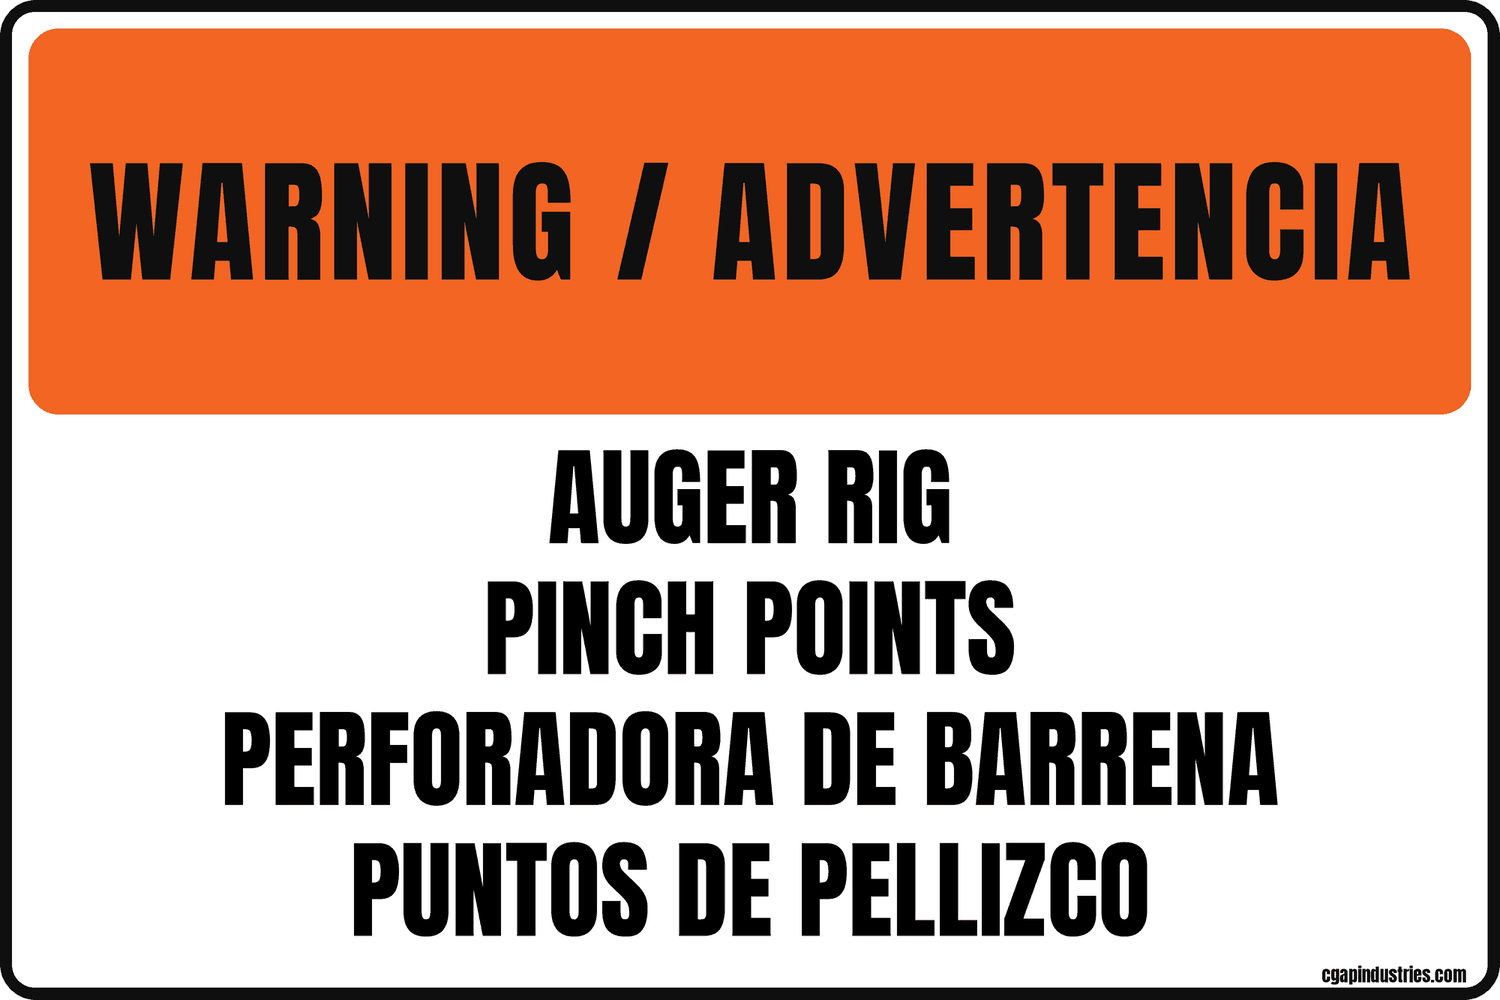 WARNING / ADVERTENCIA
AUGER RIG
PINCH POINTS
PERFORADORA DE BARRENA
PUNTOS DE PELLIZCO
cgapindustries.com